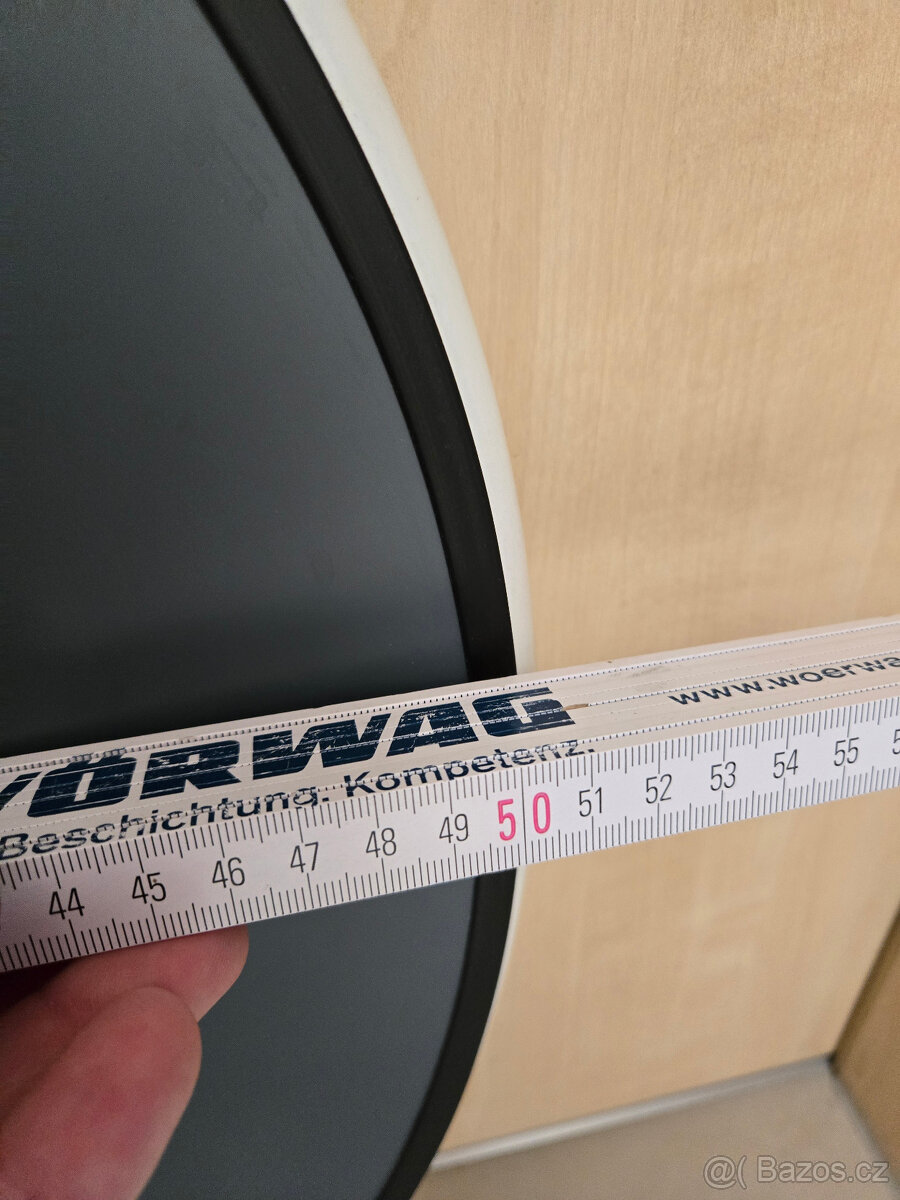 WÖRWAG
www.woerwa
Beschichtung. Kompetenz.
44 45 46 47 48 49 50 51 52 53 54 55
@( Bazos.cz